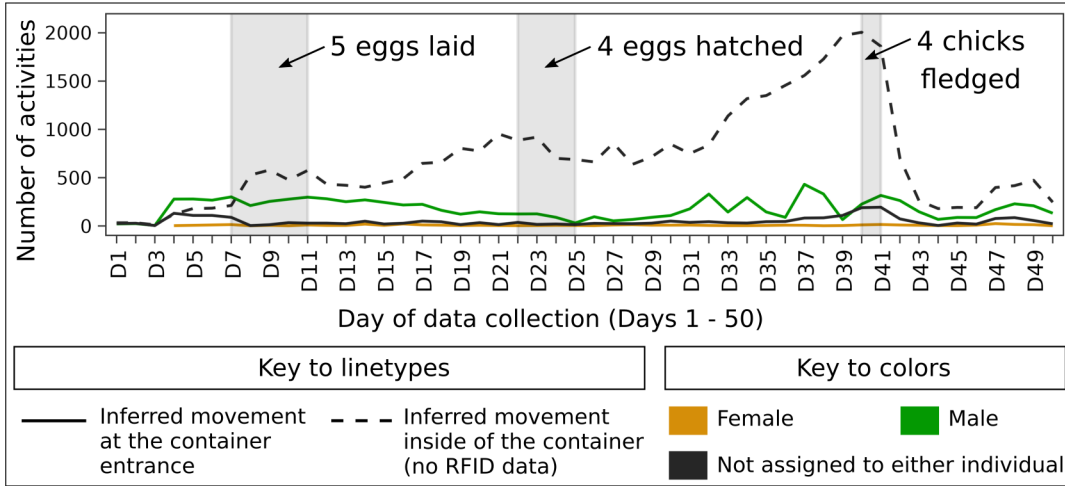 Number of activities
2000
1500
1000
500
0
5 eggs laid
4 eggs hatched
4 chicks
fledged
D1
D3
D5
D7
D9
D11
D13
D15
D17
D19
D21
D23
D25
D27
D29
D31
D33
D35
D37
D39
D41
D43
D45
D47
D49
Day of data collection (Days 1 - 50)
Key to linetypes
Inferred movement
at the container
entrance
Inferred movement
inside of the container
(no RFID data)
Key to colors
Female
Male
Not assigned to either individual